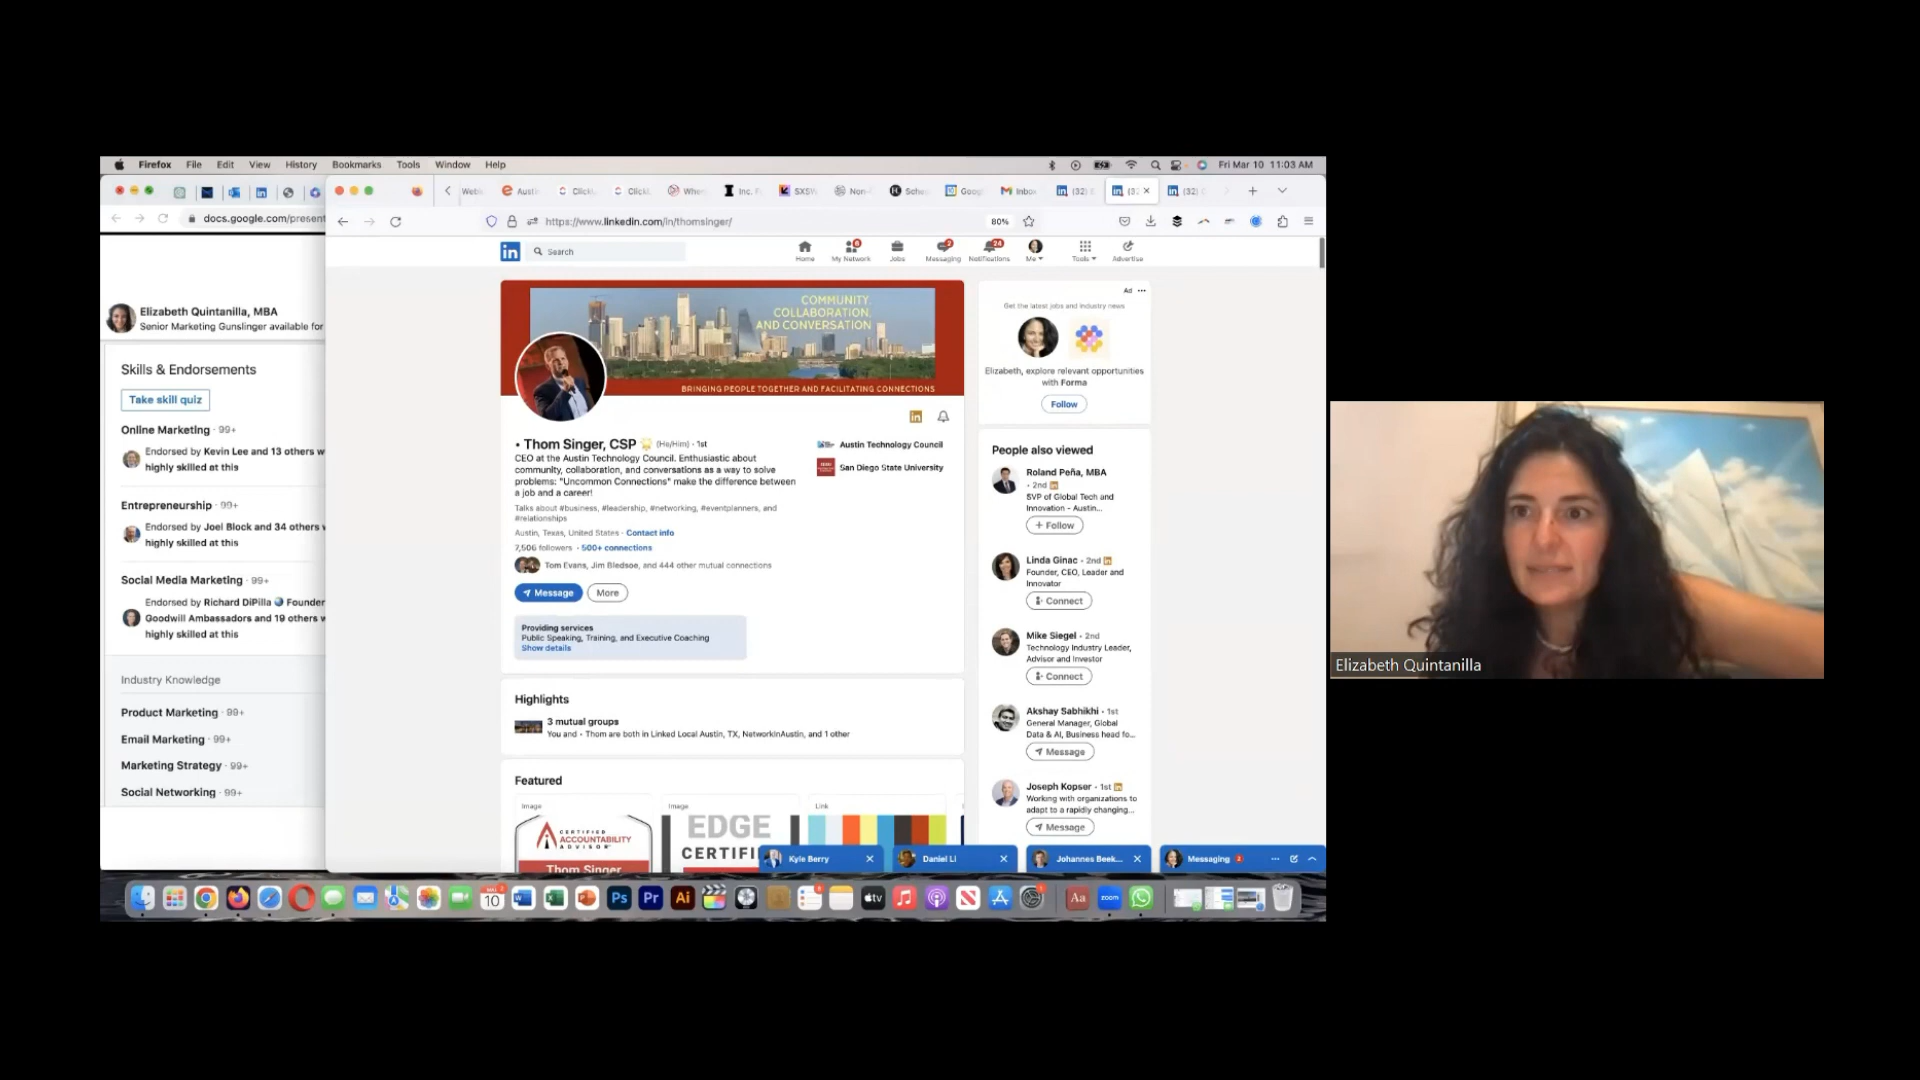 Firefox File Edit View History Bookmarks Tools Window Help
Fri Mar 10 11:03 AM
docs.google.com/present
Elizabeth Quintanilla, MBA
Senior Marketing Gunslinger available for
Skills & Endorsements
Take skill quiz
Online Marketing · 99+
Endorsed by Kevin Lee and 13 others w
highly skilled at this
Entrepreneurship · 99+
Endorsed by Joel Block and 34 others
highly skilled at this
Social Media Marketing · 99+
Endorsed by Richard DiPilla Founder
Goodwill Ambassadors and 19 others w
highly skilled at this
Industry Knowledge
Product Marketing · 99+
Email Marketing · 99+
Marketing Strategy · 99+
Social Networking · 99+
Inc. SXSW Inbox
https://www.linkedin.com/in/thomsinger/
80%
in Search
Home My Network Jobs Messaging Notifications Me Tools Advertise
COMMUNITY.
COLLABORATION.
AND CONVERSATION
BRINGING PEOPLE TOGETHER AND FACILITATING CONNECTIONS
• Thom Singer, CSP (He/Him) · 1st
CEO at the Austin Technology Council. Enthusiastic about
community, collaboration, and conversations as a way to solve
problems: "Uncommon Connections" make the difference between
a job and a career!
Talks about #business, #leadership, #networking, #eventplanners, and
#relationships
Austin, Texas, United States · Contact info
7,506 followers · 500+ connections
Tom Evans, Jim Bledsoe, and 444 other mutual connections
Message More
Providing services
Public Speaking, Training, and Executive Coaching
Show details
Austin Technology Council
San Diego State University
Highlights
3 mutual groups
You and • Thom are both in Linked Local Austin, TX, NetworkInAustin, and 1 other
Featured
Image
CERTIFIED
ACCOUNTABILITY
ADVISOR
Thom Singer
Image
EDGE
CERTIFI
Link
Ad
Get the latest jobs and industry news
Elizabeth, explore relevant opportunities
with Forma
Follow
People also viewed
Roland Peña, MBA
· 2nd
SVP of Global Tech and
Innovation - Austin...
+ Follow
Linda Ginac · 2nd
Founder, CEO, Leader and
Innovator
Connect
Mike Siegel · 2nd
Technology Industry Leader,
Advisor and Investor
Connect
Akshay Sabhikhi · 1st
General Manager, Global
Data & AI, Business head fo...
Message
Joseph Kopser · 1st
Working with organizations to
adapt to a rapidly changing...
Message
Kyle Berry
Daniel Li
Johannes Beek...
Messaging 2
10
Ps Pr Ai
tv
Aa
zoom
Elizabeth Quintanilla